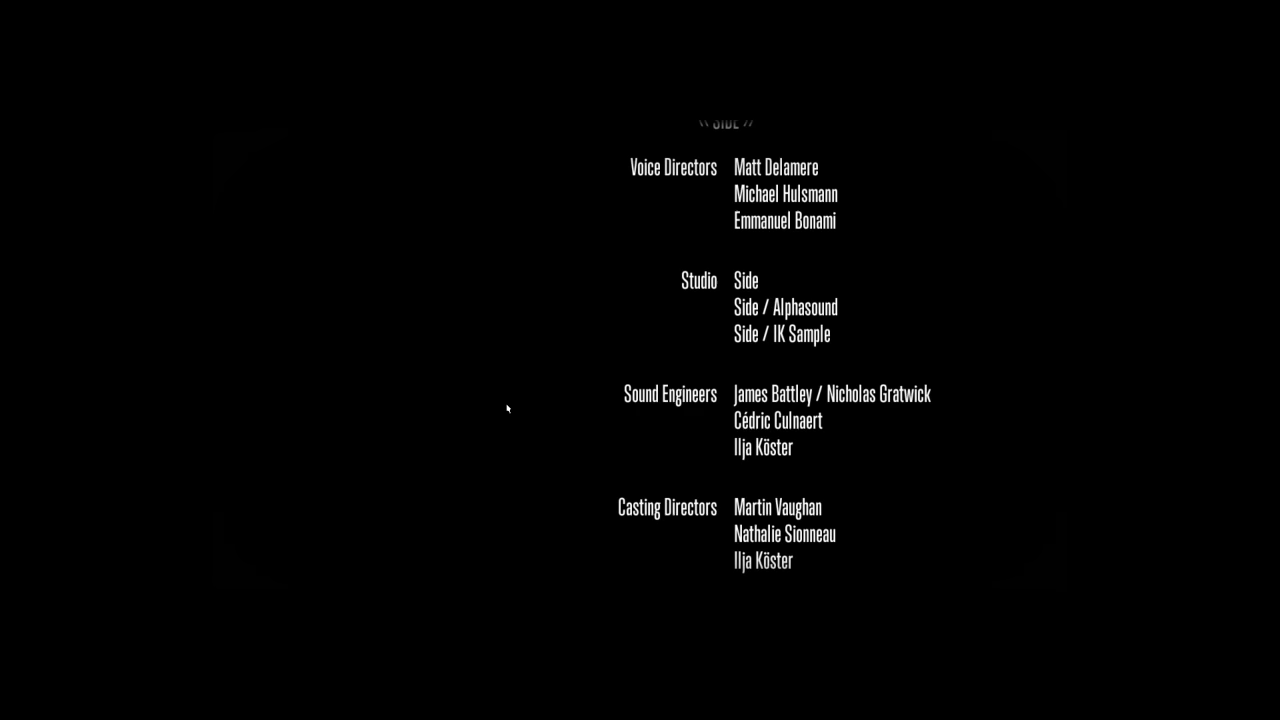 \\ SIDE //
Voice Directors Matt Delamere
Michael Hulsmann
Emmanuel Bonami
Studio Side
Side / Alphasound
Side / IK Sample
Sound Engineers James Battley / Nicholas Gratwick
Cédric Culnaert
Ilja Köster
Casting Directors Martin Vaughan
Nathalie Sionneau
Ilja Köster